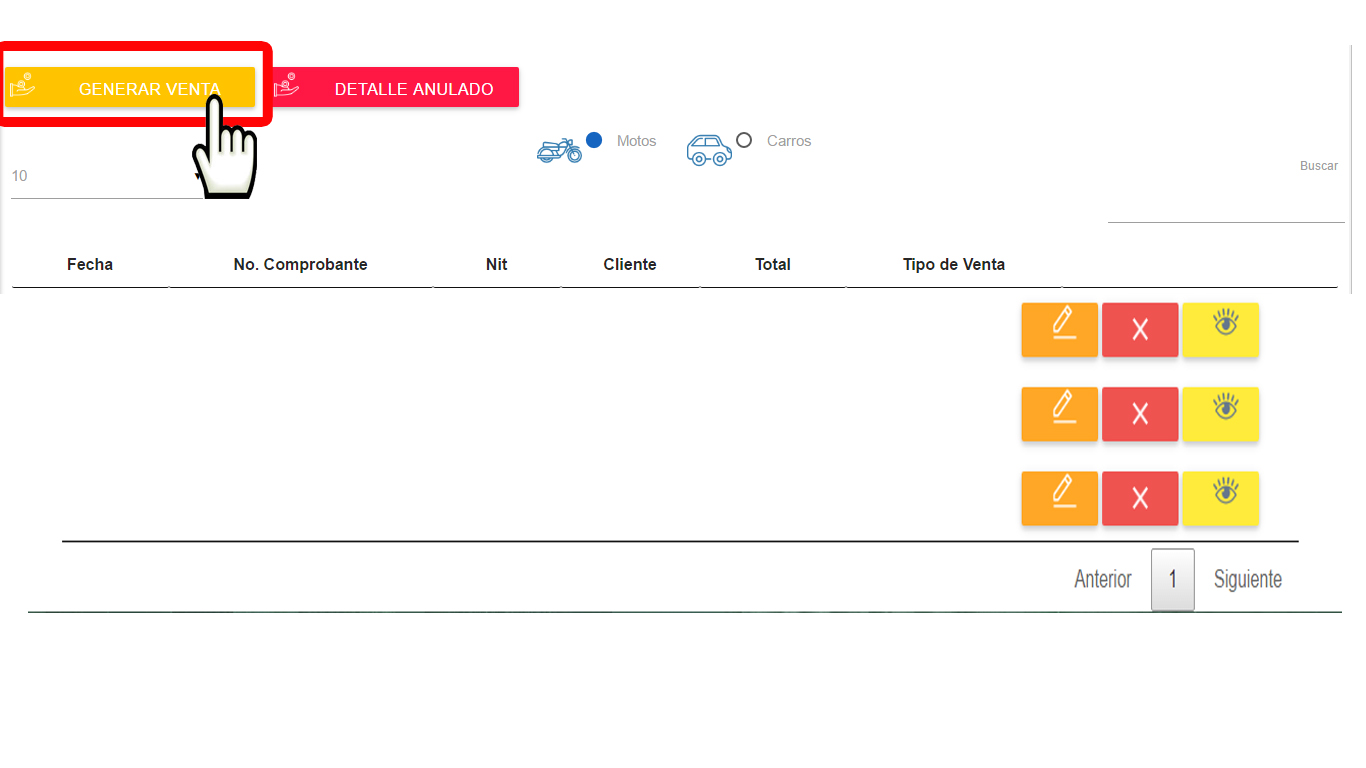 GENERAR VENTA
DETALLE ANULADO
Motos
Carros
10
Buscar
Fecha
No. Comprobante
Nit
Cliente
Total
Tipo de Venta
X
X
X
Anterior
1
Siguiente